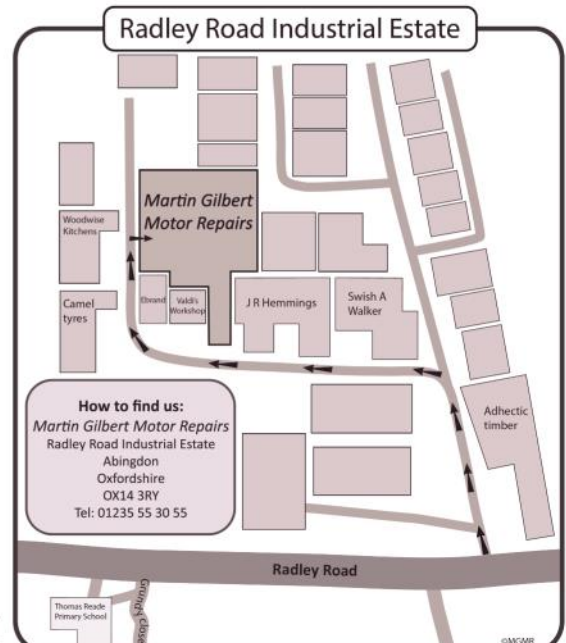 Radley Road Industrial Estate
Martin Gilbert
Motor Repairs
Woodwise
Kitchens
Camel
tyres
Ebrand
Valdi's
Workshop
J R Hemmings
Swish A
Walker
Adhectic
timber
How to find us:
Martin Gilbert Motor Repairs
Radley Road Industrial Estate
Abingdon
Oxfordshire
OX14 3RY
Tel: 01235 55 30 55
Radley Road
Thomas Reade
Primary School
Grundy Close
©MGMR